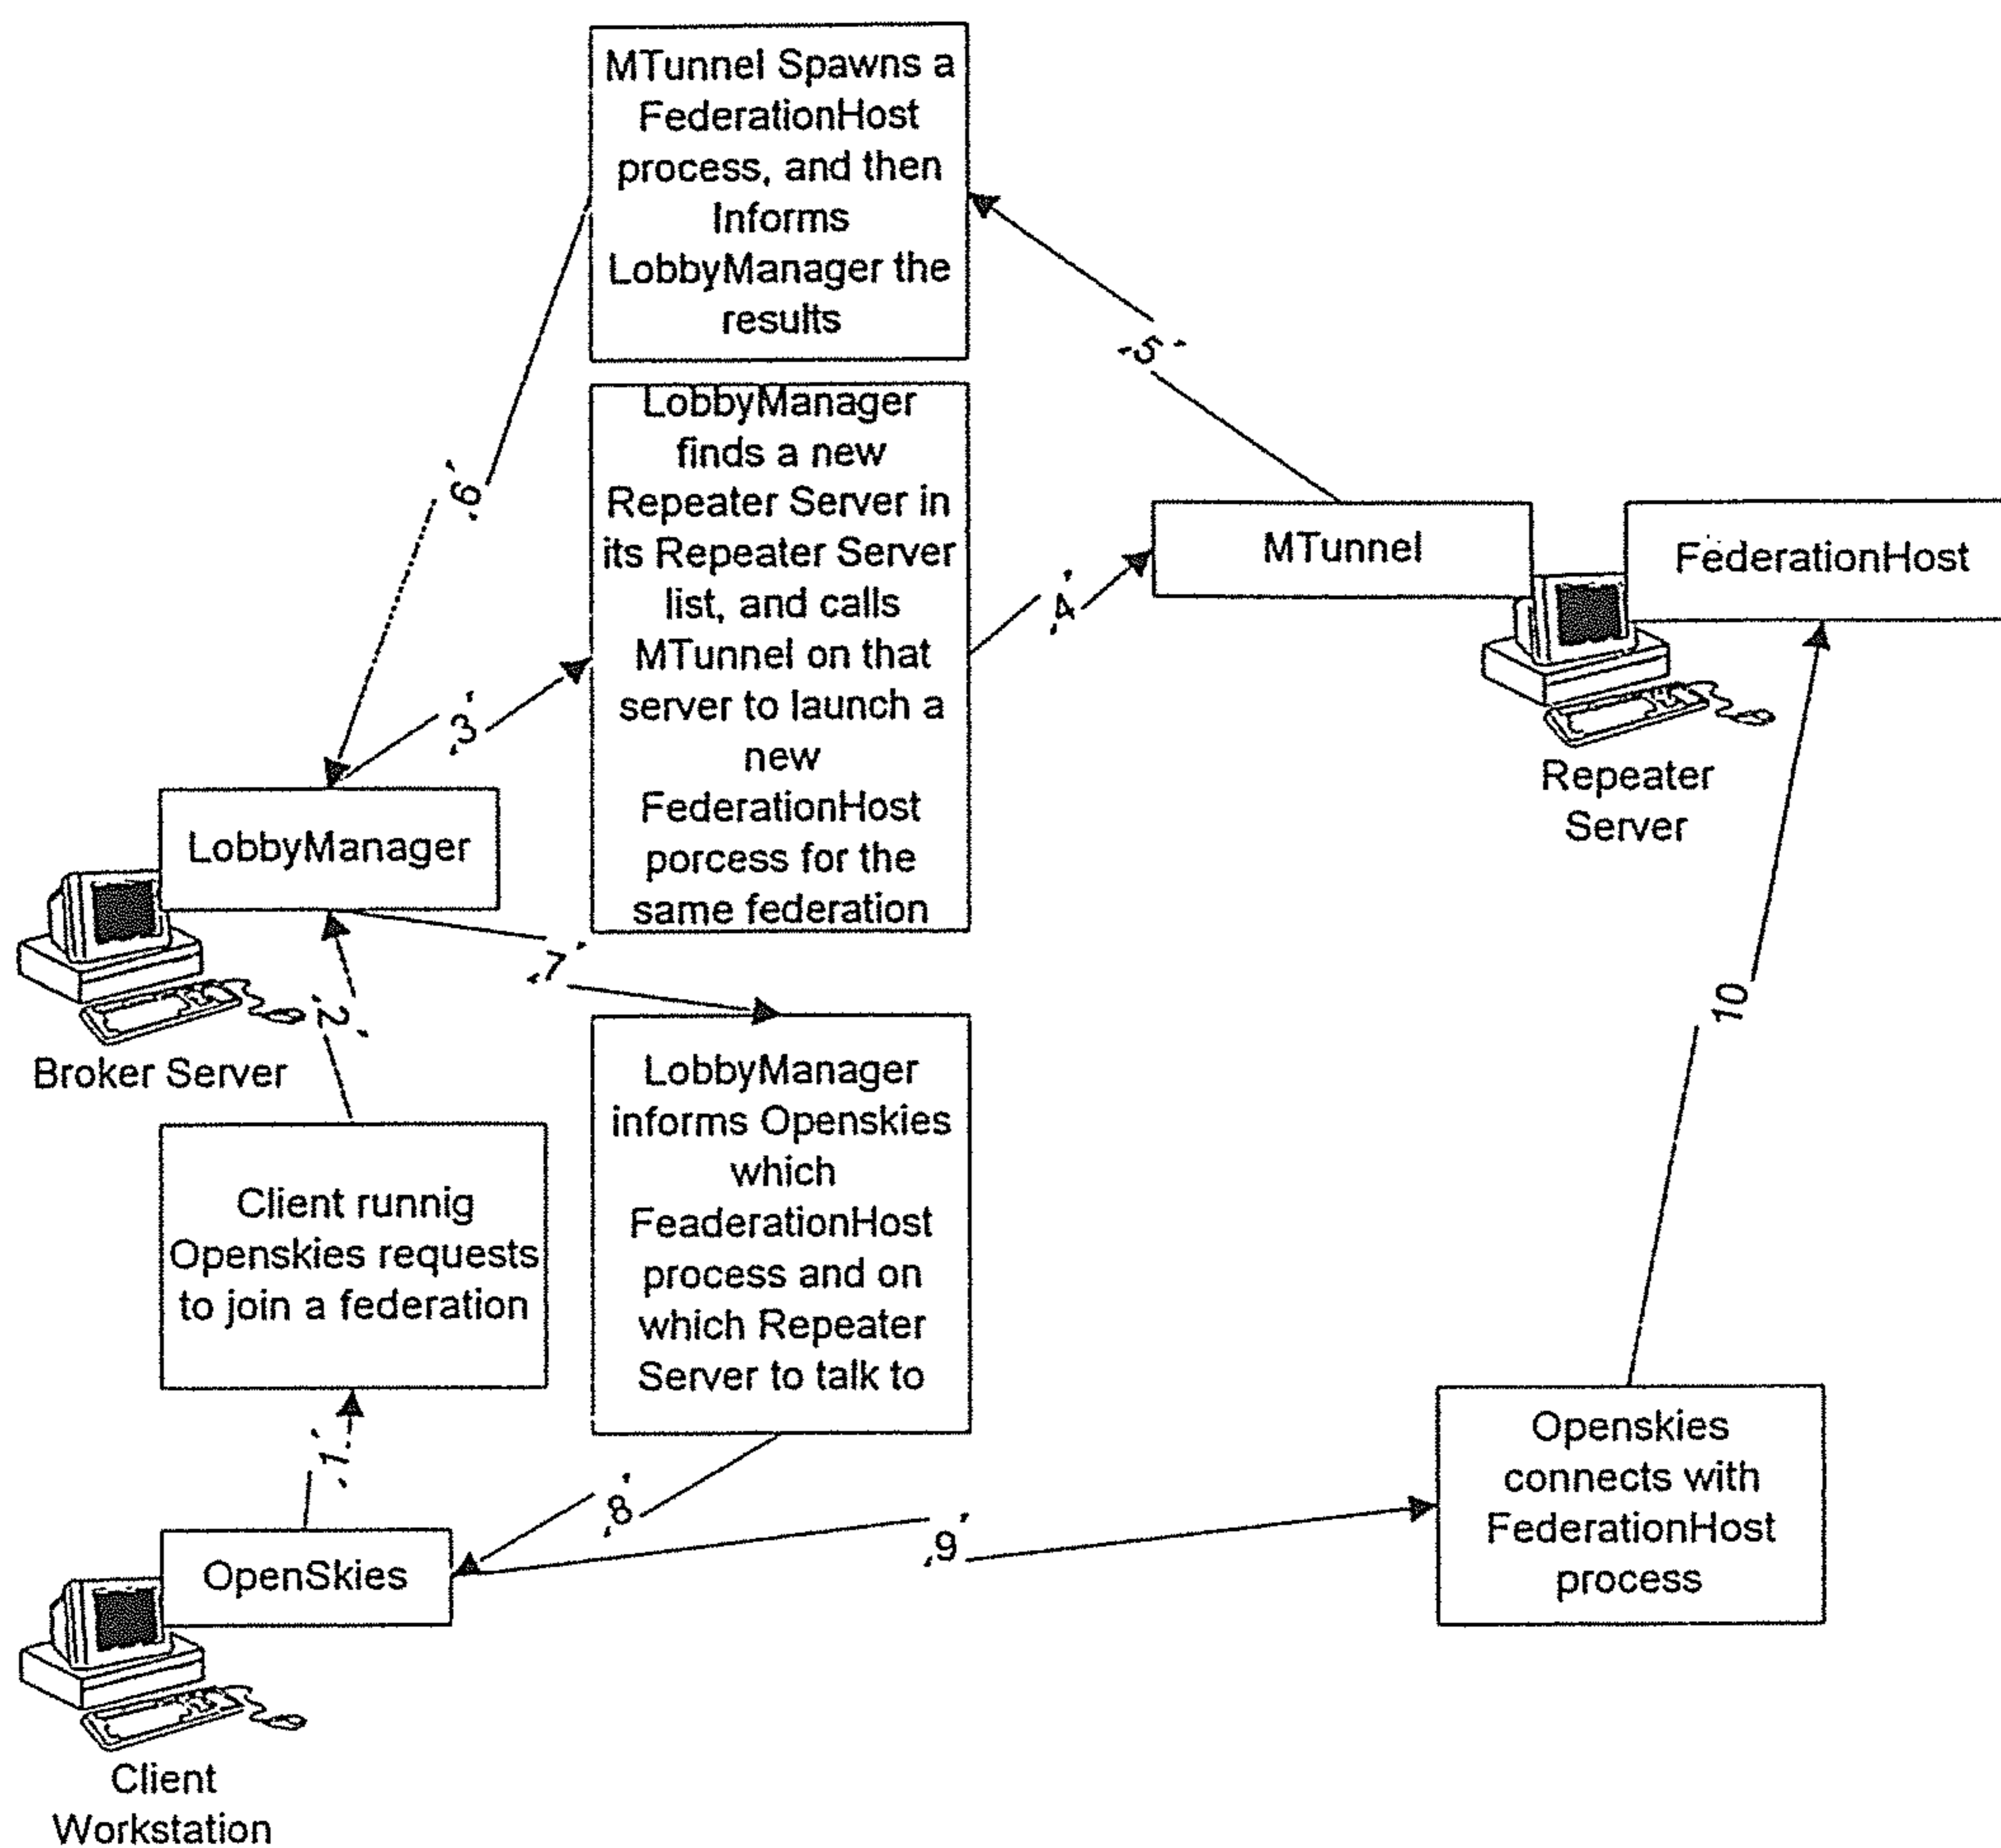 MTunnel Spawns a
FederationHost
process, and then
Informs
LobbyManager the
results
5
6
LobbyManager
finds a new
Repeater Server in
its Repeater Server
list, and calls
MTunnel on that
server to launch a
new
FederationHost
porcess for the
same federation
4
MTunnel
FederationHost
Repeater
Server
3
LobbyManager
Broker Server
2
7
10
Client runnig
Openskies requests
to join a federation
LobbyManager
informs Openskies
which
FeaderationHost
process and on
which Repeater
Server to talk to
1
8
9
Openskies
connects with
FederationHost
process
OpenSkies
Client
Workstation